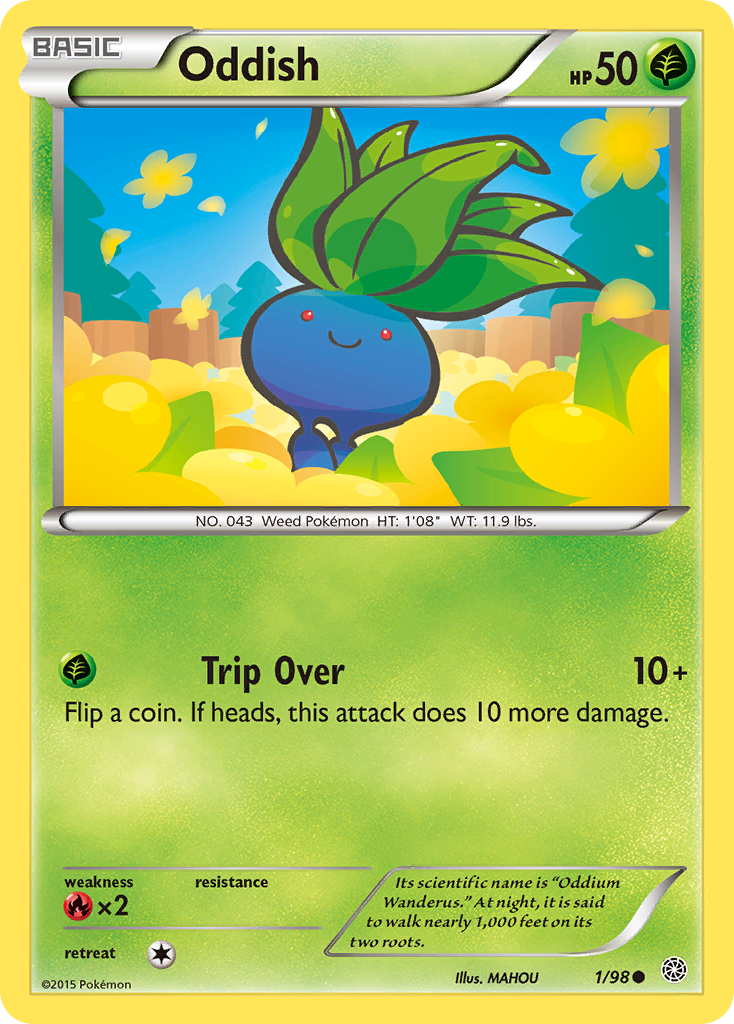 BASIC
Oddish
HP 50
NO. 043 Weed Pokémon HT: 1'08" WT: 11.9 lbs.
Trip Over 10+
Flip a coin. If heads, this attack does 10 more damage.
weakness resistance
×2
Its scientific name is “Oddium
Wanderus.” At night, it is said
to walk nearly 1,000 feet on its
two roots.
retreat
©2015 Pokémon
Illus. MAHOU
1/98